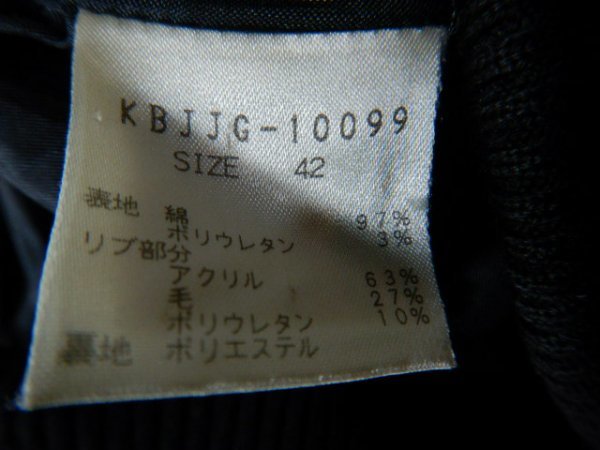 KBJJG-10099
SIZE 42
表地 綿 97%
ポリウレタン 3%
リブ部分
アクリル 63%
毛 27%
ポリウレタン 10%
裏地 ポリエステル